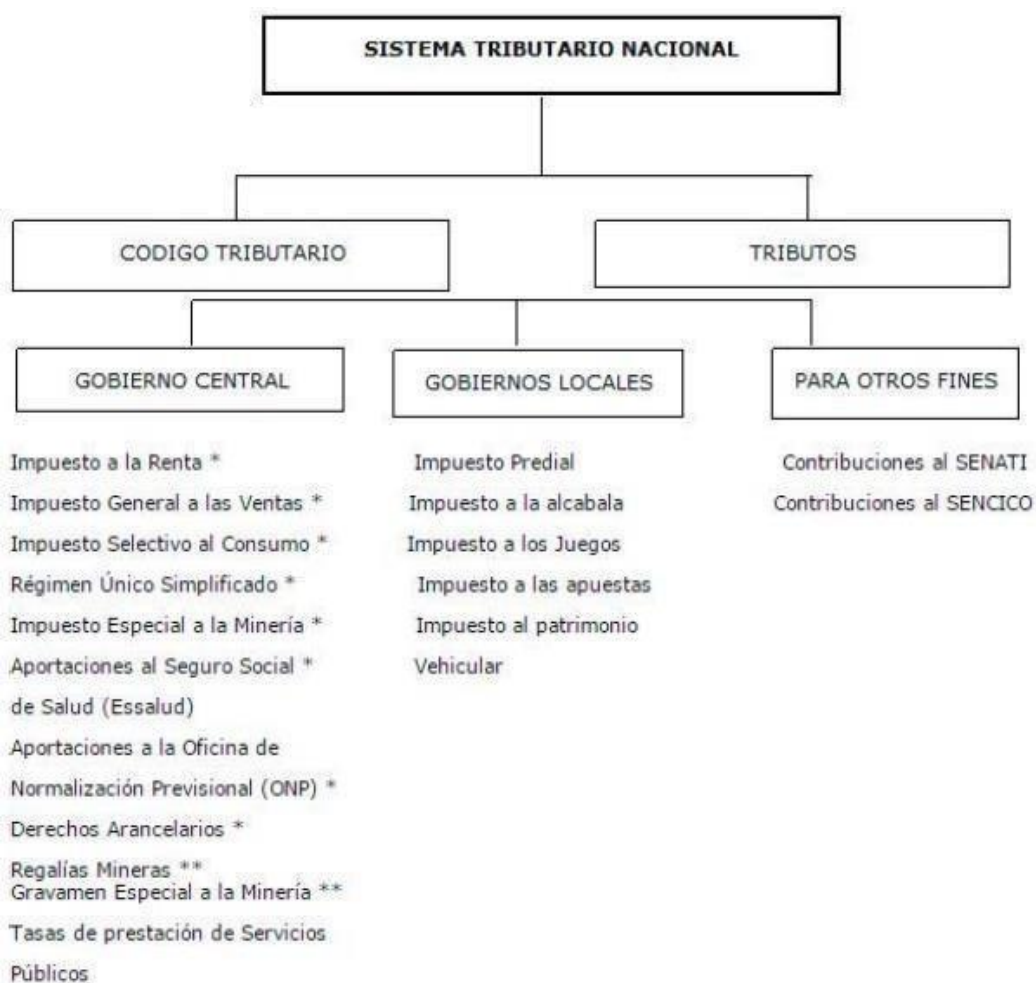 SISTEMA TRIBUTARIO NACIONAL
CODIGO TRIBUTARIO
TRIBUTOS
GOBIERNO CENTRAL
GOBIERNOS LOCALES
PARA OTROS FINES
Impuesto a la Renta *
Impuesto General a las Ventas *
Impuesto Selectivo al Consumo *
Régimen Único Simplificado *
Impuesto Especial a la Minería *
Aportaciones al Seguro Social *
de Salud (Essalud)
Aportaciones a la Oficina de
Normalización Previsional (ONP) *
Derechos Arancelarios *
Regalías Mineras **
Gravamen Especial a la Minería **
Tasas de prestación de Servicios
Públicos
Impuesto Predial
Impuesto a la alcabala
Impuesto a los Juegos
Impuesto a las apuestas
Impuesto al patrimonio
Vehicular
Contribuciones al SENATI
Contribuciones al SENCICO